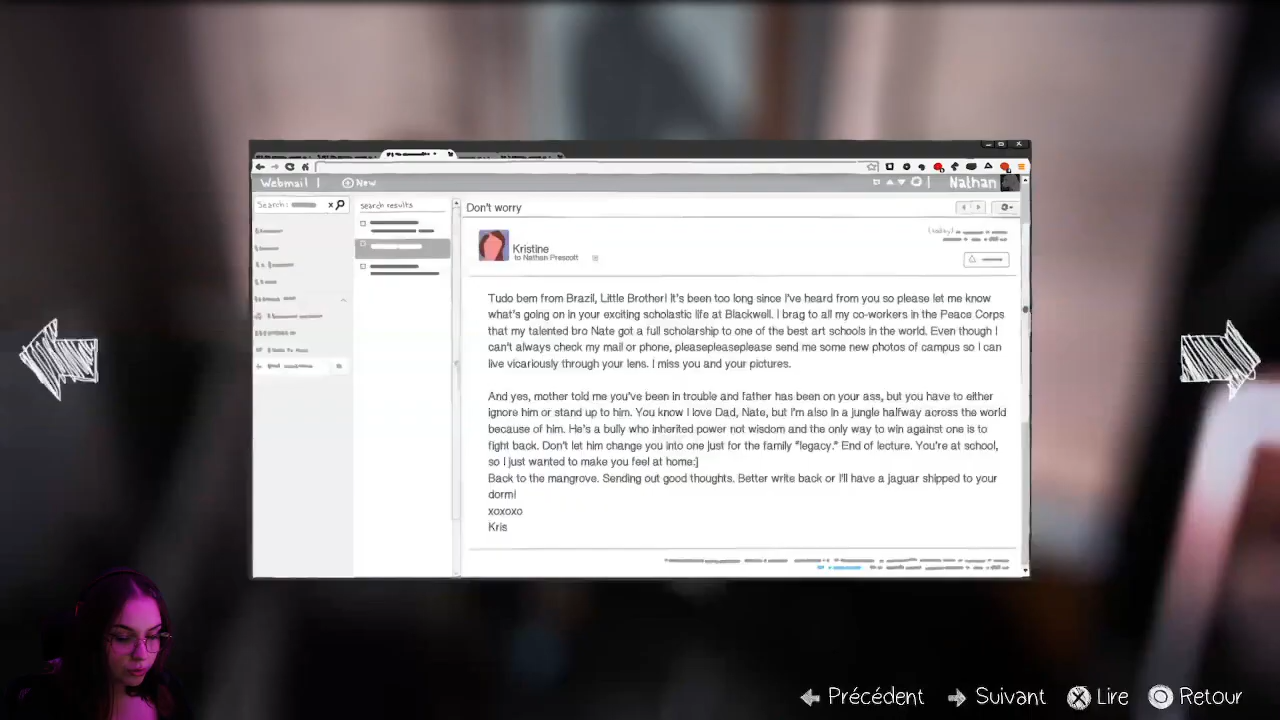 Webmail |
New
Nathan
Search:
x
search results
Don't worry
Kristine
to Nathan Prescott
(today)
Tudo bem from Brazil, Little Brother! It's been too long since I've heard from you so please let me know
what's going on in your exciting scholastic life at Blackwell. I brag to all my co-workers in the Peace Corps
that my talented bro Nate got a full scholarship to one of the best art schools in the world. Even though I
can't always check my mail or phone, pleasepleaseplease send me some new photos of campus so I can
live vicariously through your lens. I miss you and your pictures.
And yes, mother told me you've been in trouble and father has been on your ass, but you have to either
ignore him or stand up to him. You know I love Dad, Nate, but I'm also in a jungle halfway across the world
because of him. He's a bully who inherited power not wisdom and the only way to win against one is to
fight back. Don't let him change you into one just for the family "legacy." End of lecture. You're at school,
so I just wanted to make you feel at home:]
Back to the mangrove. Sending out good thoughts. Better write back or I'll have a jaguar shipped to your
dorm!
xoxoxo
Kris
Précédent
Suivant
Lire
Retour